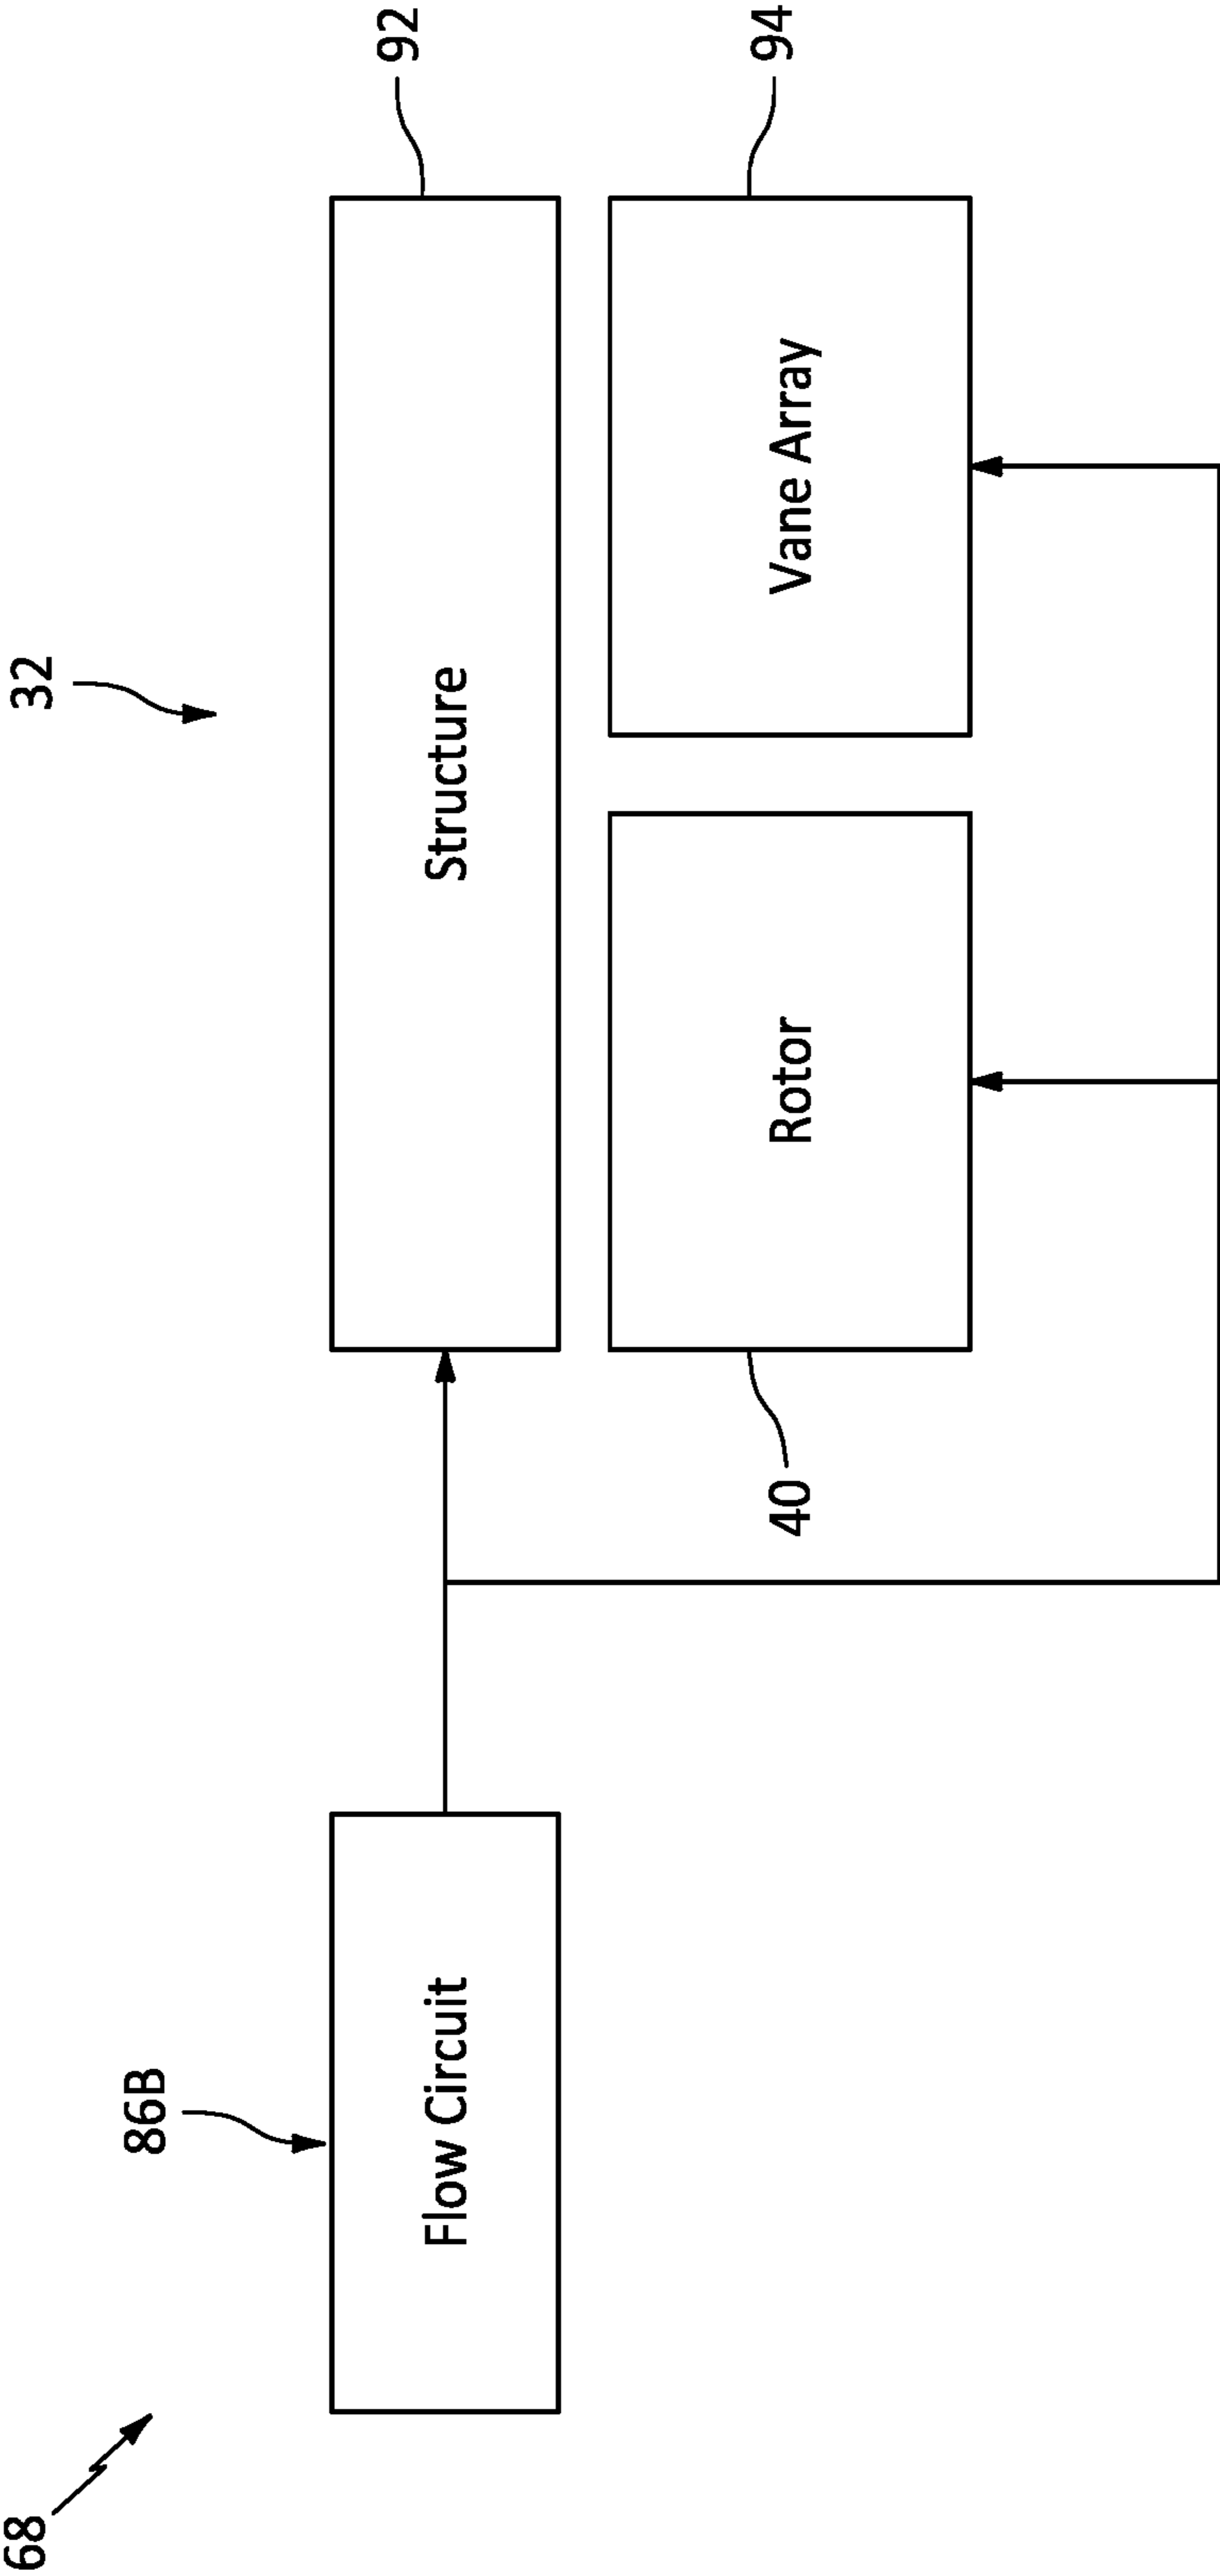 68
86B
32
Flow Circuit
Structure
92
40
Rotor
Vane Array
94